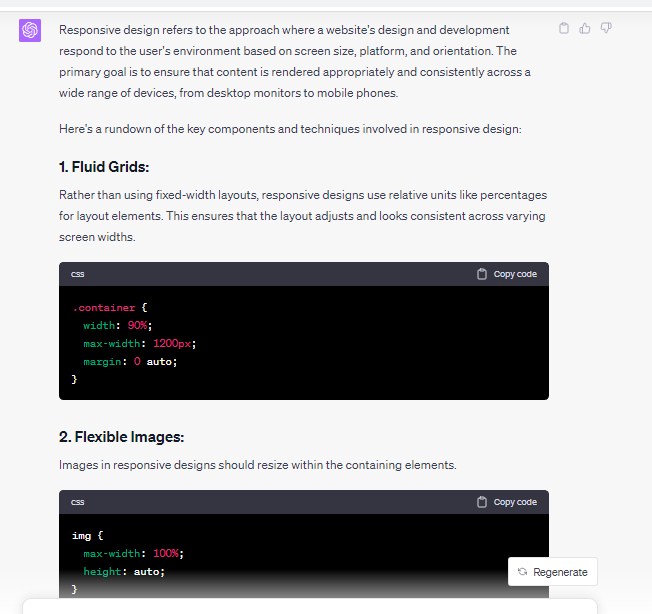 Responsive design refers to the approach where a website's design and development
respond to the user's environment based on screen size, platform, and orientation. The
primary goal is to ensure that content is rendered appropriately and consistently across a
wide range of devices, from desktop monitors to mobile phones.
Here's a rundown of the key components and techniques involved in responsive design:
1. Fluid Grids:
Rather than using fixed-width layouts, responsive designs use relative units like percentages
for layout elements. This ensures that the layout adjusts and looks consistent across varying
screen widths.
css Copy code
.container {
width: 90%;
max-width: 1200px;
margin: 0 auto;
}
2. Flexible Images:
Images in responsive designs should resize within the containing elements.
css Copy code
img {
max-width: 100%;
height: auto;
}
Regenerate